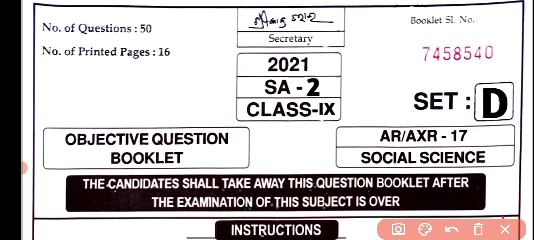 No. of Questions : 50
No. of Printed Pages : 16
Secretary
Booklet Sl. No.
7458540
2021
SA - 2
CLASS-IX
SET : D
OBJECTIVE QUESTION
BOOKLET
AR/AXR - 17
SOCIAL SCIENCE
THE CANDIDATES SHALL TAKE AWAY THIS QUESTION BOOKLET AFTER
THE EXAMINATION OF THIS SUBJECT IS OVER
INSTRUCTIONS